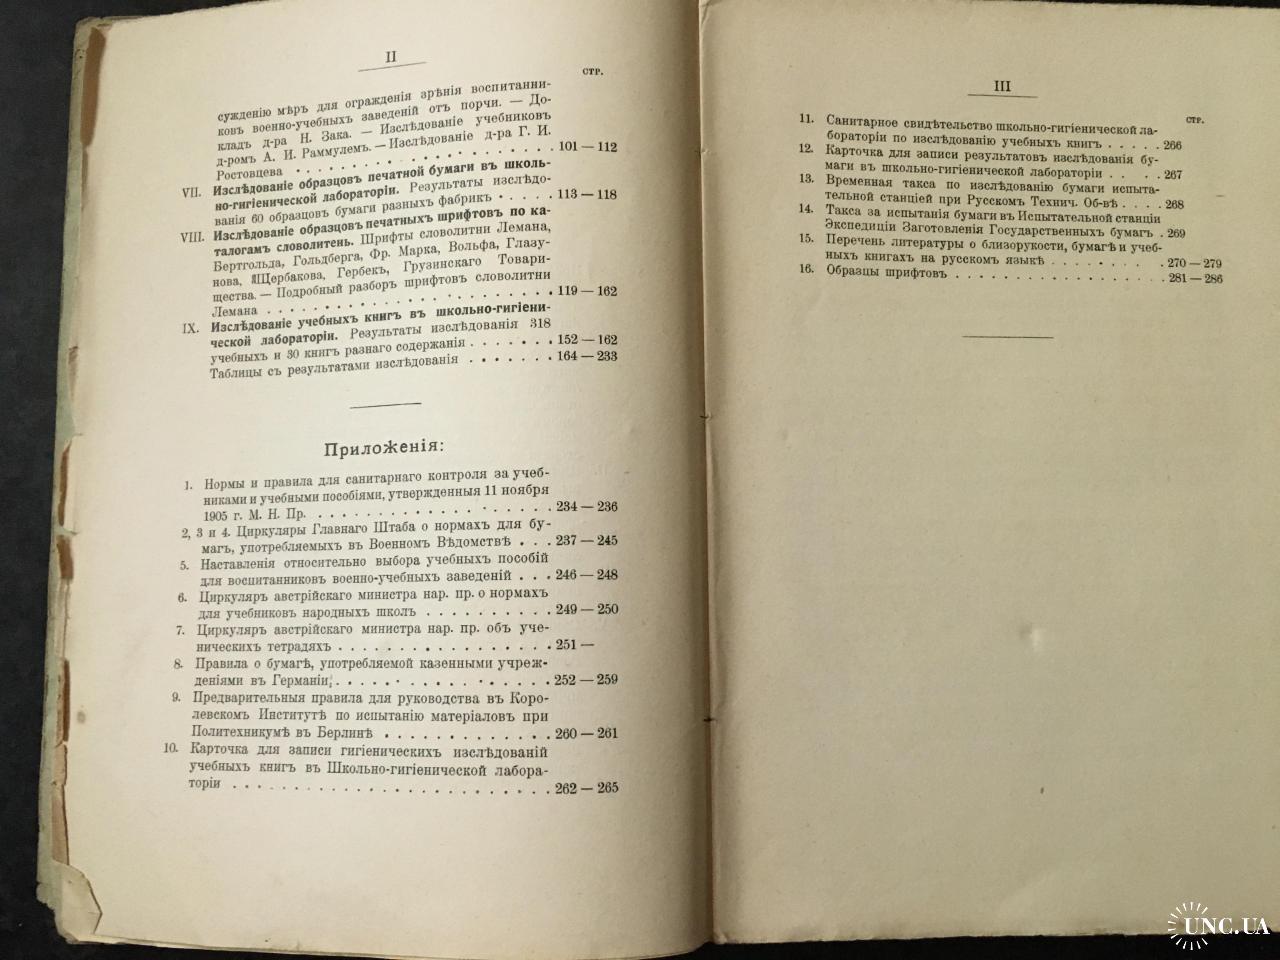 II
стр.
сужденію мѣръ для огражденія зрѣнія воспитанни-
ковъ военно-учебныхъ заведеній отъ порчи. — До-
кладъ д-ра Н. Зака. — Изслѣдованіе учебниковъ
д-ромъ А. И. Раммулемъ. — Изслѣдованіе д-ра Г. И.
Ростовцева . . . . . . . . . . . . . . . . 101 — 112
VII. Изслѣдованіе образцовъ печатной бумаги въ школь-
но-гигіенической лабораторіи. Результаты изслѣдо-
ванія 60 образцовъ бумаги разныхъ фабрикъ . . . . . 113 — 118
VIII. Изслѣдованіе образцовъ печатныхъ шрифтовъ по ка-
талогамъ словолитень. Шрифты словолитни Лемана,
Бертгольда, Гольдберга, Фр. Марка, Вольфа, Глазу-
нова, Щербакова, Гербекъ, Грузинскаго Товари-
щества. — Подробный разборъ шрифтовъ словолитни
Лемана . . . . . . . . . . . . . . . . . . 119 — 162
IX. Изслѣдованіе учебныхъ книгъ въ школьно-гигіени-
ческой лабораторіи. Результаты изслѣдованія 318
учебныхъ и 30 книгъ разнаго содержанія . . . . . . . 152 — 162
Таблицы съ результатами изслѣдованія . . . . . . . 164 — 233
Приложенія:
1. Нормы и правила для санитарнаго контроля за учеб-
никами и учебными пособіями, утвержденныя 11 ноября
1905 г. М. Н. Пр. . . . . . . . . . . . . . . . 234 — 236
2, 3 и 4. Циркуляры Главнаго Штаба о нормахъ для бу-
магъ, употребляемыхъ въ Военномъ Вѣдомствѣ . . . 237 — 245
5. Наставленія относительно выбора учебныхъ пособій
для воспитанниковъ военно-учебныхъ заведеній . . . 246 — 248
6. Циркуляръ австрійскаго министра нар. пр. о нормахъ
для учебниковъ народныхъ школъ . . . . . . . . . . 249 — 250
7. Циркуляръ австрійскаго министра нар. пр. объ уче-
ническихъ тетрадяхъ . . . . . . . . . . . . . . . . . 251 —
8. Правила о бумагѣ, употребляемой казенными учреж-
деніями въ Германіи . . . . . . . . . . . . . . . . . 252 — 259
9. Предварительныя правила для руководства въ Коро-
левскомъ Институтѣ по испытанію матеріаловъ при
Политехникумѣ въ Берлинѣ . . . . . . . . . . . . . 260 — 261
10. Карточка для записи гигіеническихъ изслѣдованій
учебныхъ книгъ въ Школьно-гигіенической лабора-
торіи . . . . . . . . . . . . . . . . . . . . . . . . 262 — 265
III
стр.
11. Санитарное свидѣтельство школьно-гигіенической ла-
бораторіи по изслѣдованію учебныхъ книгъ . . . . . 266
12. Карточка для записи результатовъ изслѣдованія бу-
маги въ школьно-гигіенической лабораторіи . . . . 267
13. Временная такса по изслѣдованію бумаги испыта-
тельной станціей при Русскомъ Технич. Об-вѣ . . . . 268
14. Такса за испытанія бумаги въ Испытательной станціи
Экспедиціи Заготовленія Государственныхъ бумагъ . 269
15. Перечень литературы о близорукости, бумагѣ и учеб-
ныхъ книгахъ на русскомъ языкѣ . . . . . . . . . 270 — 279
16. Образцы шрифтовъ . . . . . . . . . . . . . . . . . . 281 — 286
UNC.UA